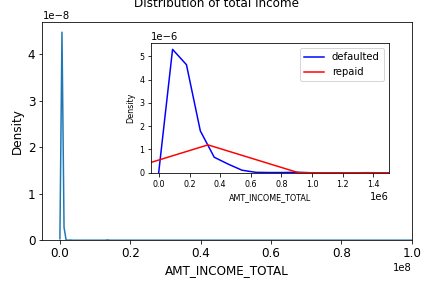 Distribution of total income
1e−8
4
3
2
1
0
Density
0.0
0.2
0.4
0.6
0.8
1.0
1e8
AMT_INCOME_TOTAL
1e−6
5
4
3
2
1
0
Density
defaulted
repaid
0.0
0.2
0.4
0.6
0.8
1.0
1.2
1.4
1e6
AMT_INCOME_TOTAL